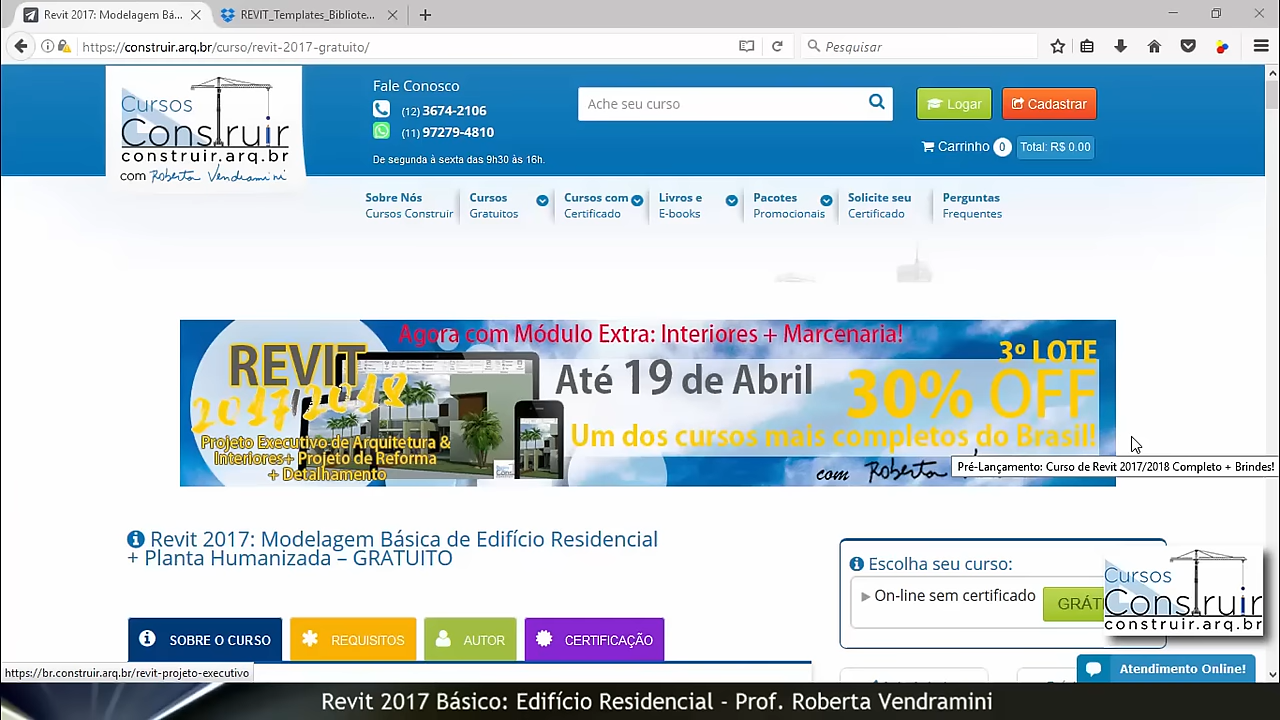 Revit 2017: Modelagem Bá...
REVIT_Templates_Bibliote...
https://construir.arq.br/curso/revit-2017-gratuito/
Pesquisar
Cursos
Construir
construir.arq.br
com Roberta Vendramini
Fale Conosco
(12) 3674-2106
(11) 97279-4810
De segunda à sexta das 9h30 às 16h.
Ache seu curso
Logar
Cadastrar
Carrinho 0 Total: R$ 0.00
Sobre Nós
Cursos Construir
Cursos
Gratuitos
Cursos com
Certificado
Livros e
E-books
Pacotes
Promocionais
Solicite seu
Certificado
Perguntas
Frequentes
Agora com Módulo Extra: Interiores + Marcenaria!
REVIT
2017/2018
Projeto Executivo de Arquitetura &
Interiores+ Projeto de Reforma
+ Detalhamento
Até 19 de Abril
3º LOTE
30% OFF
Um dos cursos mais completos do Brasil!
com Roberta
Pré-Lançamento: Curso de Revit 2017/2018 Completo + Brindes!
Revit 2017: Modelagem Básica de Edifício Residencial
+ Planta Humanizada – GRATUITO
SOBRE O CURSO
REQUISITOS
AUTOR
CERTIFICAÇÃO
Escolha seu curso:
On-line sem certificado
GRÁTI
Cursos
Construir
construir.arq.br
Atendimento Online!
https://br.construir.arq.br/revit-projeto-executivo
Revit 2017 Básico: Edifício Residencial - Prof. Roberta Vendramini